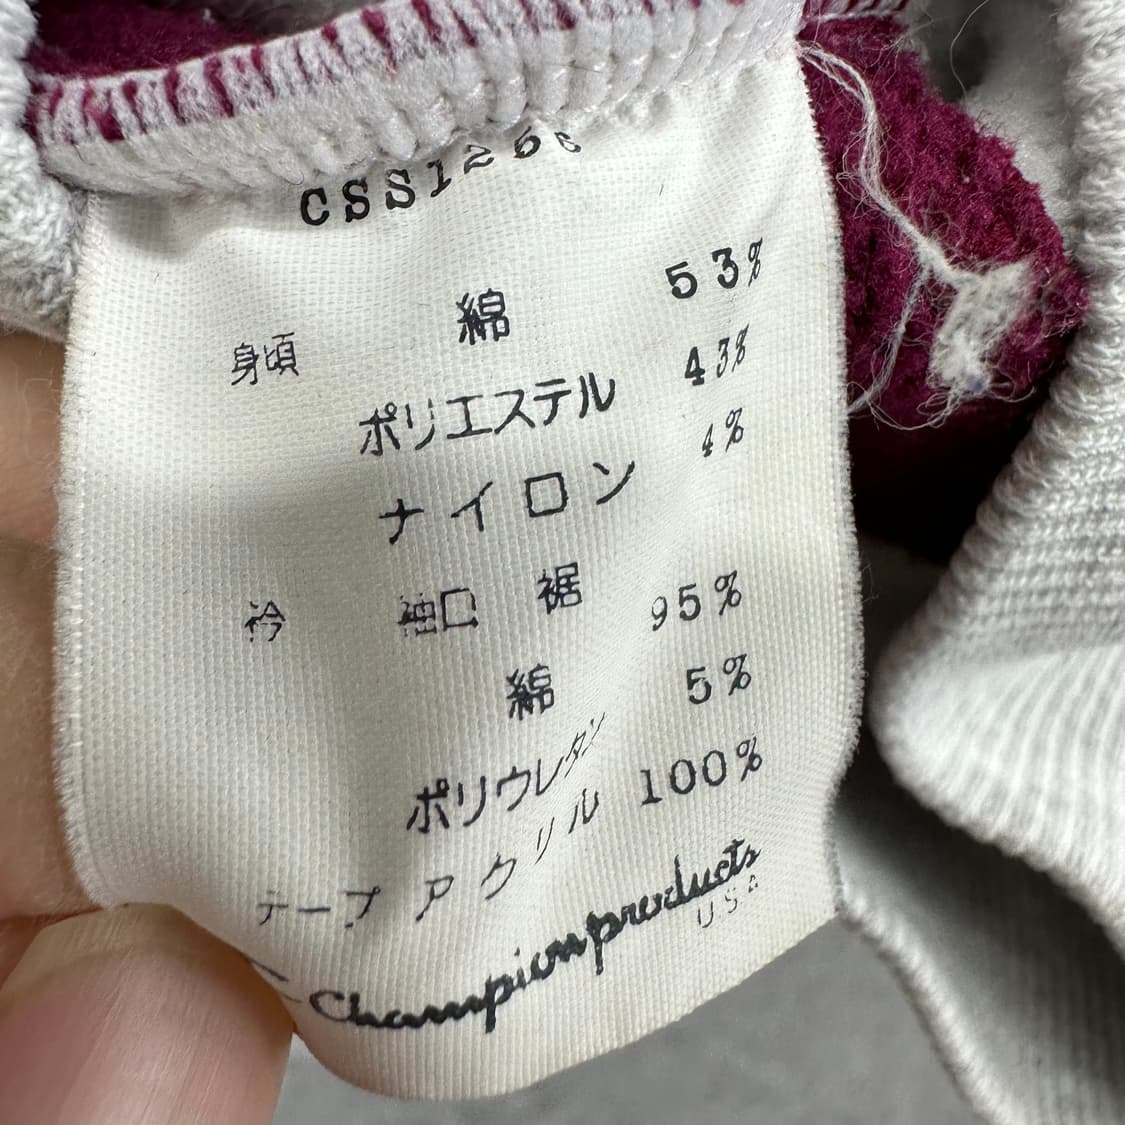 CSS1266
身頃 綿 53%
ポリエステル 43%
ナイロン 4%
衿 袖口 裾
綿 95%
ポリウレタン 5%
テープ アクリル 100%
Champion products
USA